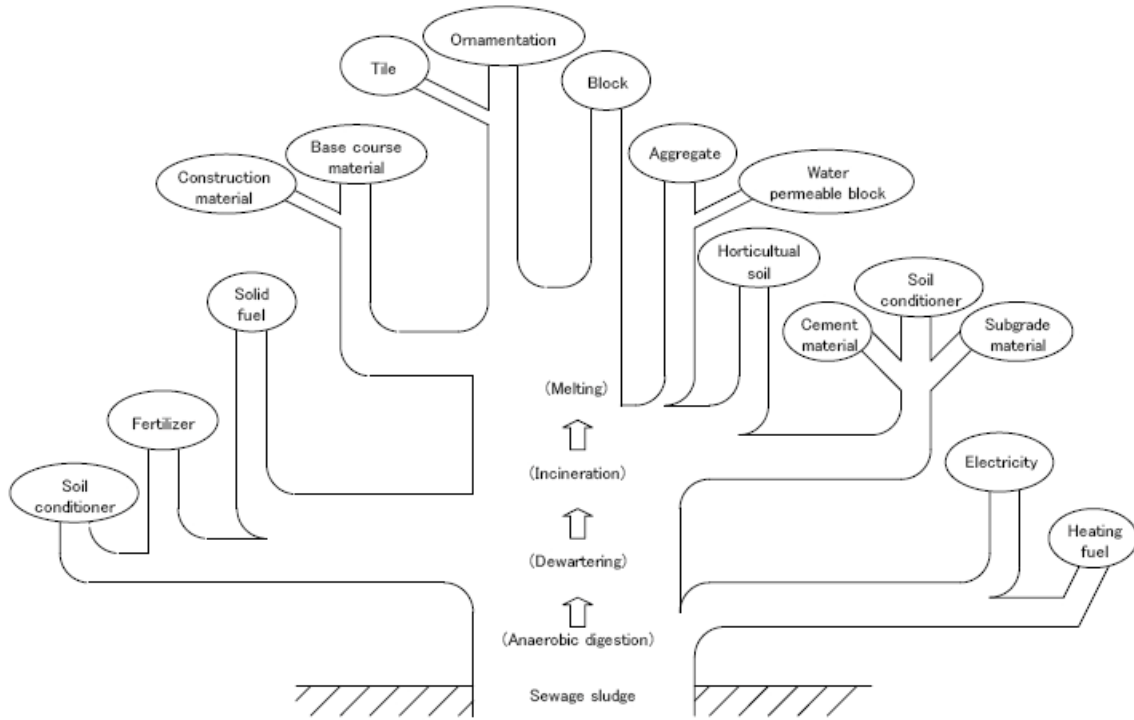 Ornamentation
Tile
Block
Base course
material
Aggregate
Construction
material
Water
permeable block
Horticultual
soil
Solid
fuel
Soil
conditioner
Cement
material
Subgrade
material
(Melting)
Fertilizer
(Incineration)
Electricity
Soil
conditioner
Heating
fuel
(Dewartering)
(Anaerobic digestion)
Sewage sludge